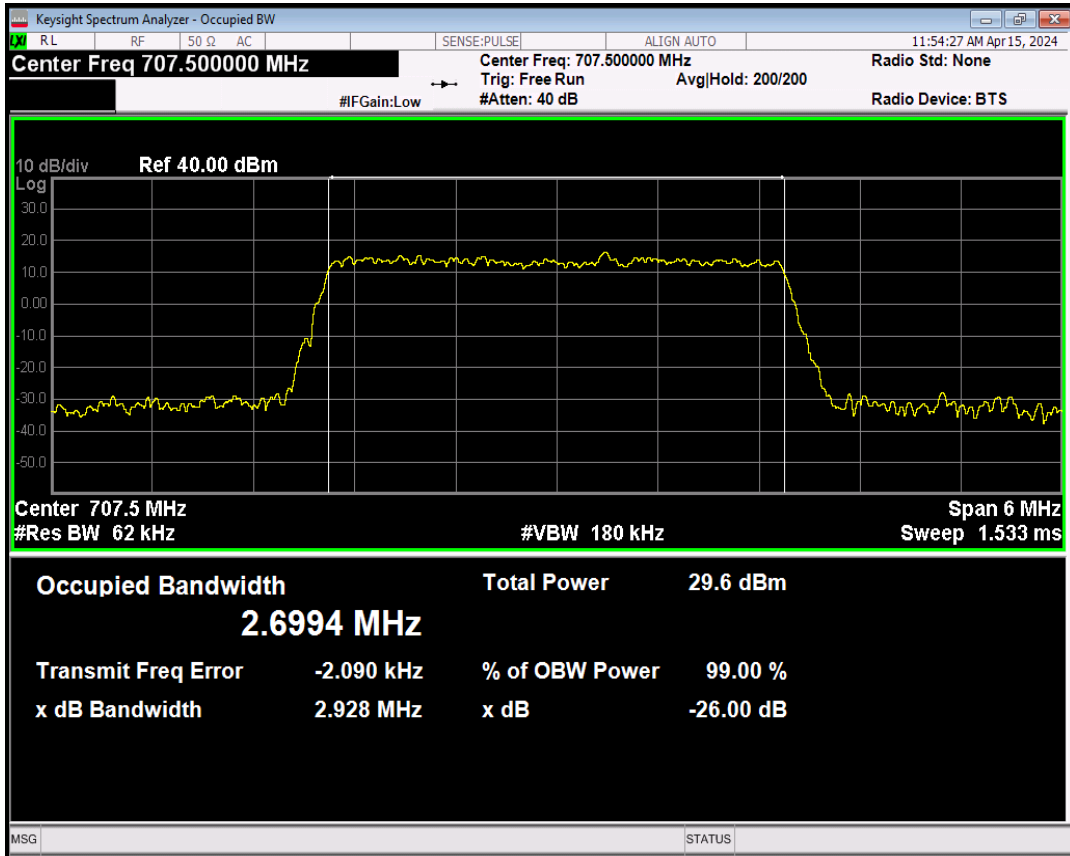 Keysight Spectrum Analyzer - Occupied BW
LXI RL RF 50 Ω AC SENSE:PULSE ALIGN AUTO 11:54:27 AM Apr 15, 2024
Center Freq 707.500000 MHz Center Freq: 707.500000 MHz Radio Std: None
Trig: Free Run Avg|Hold: 200/200
#IFGain:Low #Atten: 40 dB Radio Device: BTS
10 dB/div Ref 40.00 dBm
Log
30.0
20.0
10.0
0.00
-10.0
-20.0
-30.0
-40.0
-50.0
Center 707.5 MHz Span 6 MHz
#Res BW 62 kHz #VBW 180 kHz Sweep 1.533 ms
Occupied Bandwidth Total Power 29.6 dBm
2.6994 MHz
Transmit Freq Error -2.090 kHz % of OBW Power 99.00 %
x dB Bandwidth 2.928 MHz x dB -26.00 dB
MSG STATUS